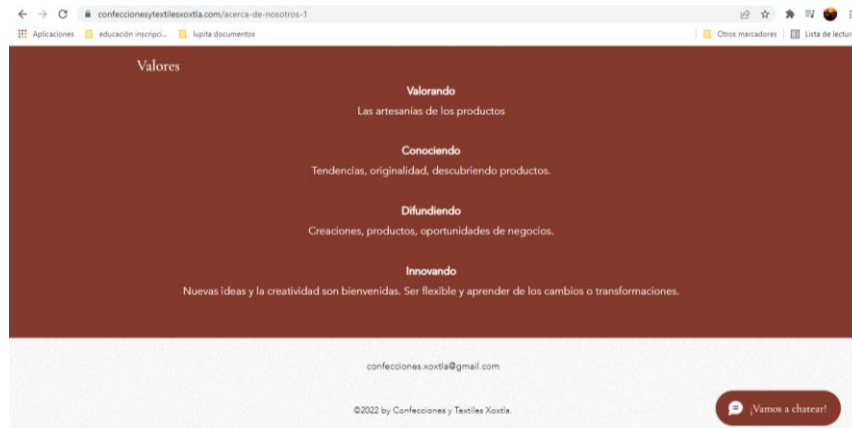 confeccionesytextilesxoxtla.com/acerca-de-nosotros-1
Aplicaciones educación inscripci... lupita documentos Otros marcadores Lista de lectur
Valores
Valorando
Las artesanías de los productos
Conociendo
Tendencias, originalidad, descubriendo productos.
Difundiendo
Creaciones, productos, oportunidades de negocios.
Innovando
Nuevas ideas y la creatividad son bienvenidas. Ser flexible y aprender de los cambios o transformaciones.
confecciones.xoxtla@gmail.com
©2022 by Confecciones y Textiles Xoxtla.
¡Vamos a chatear!